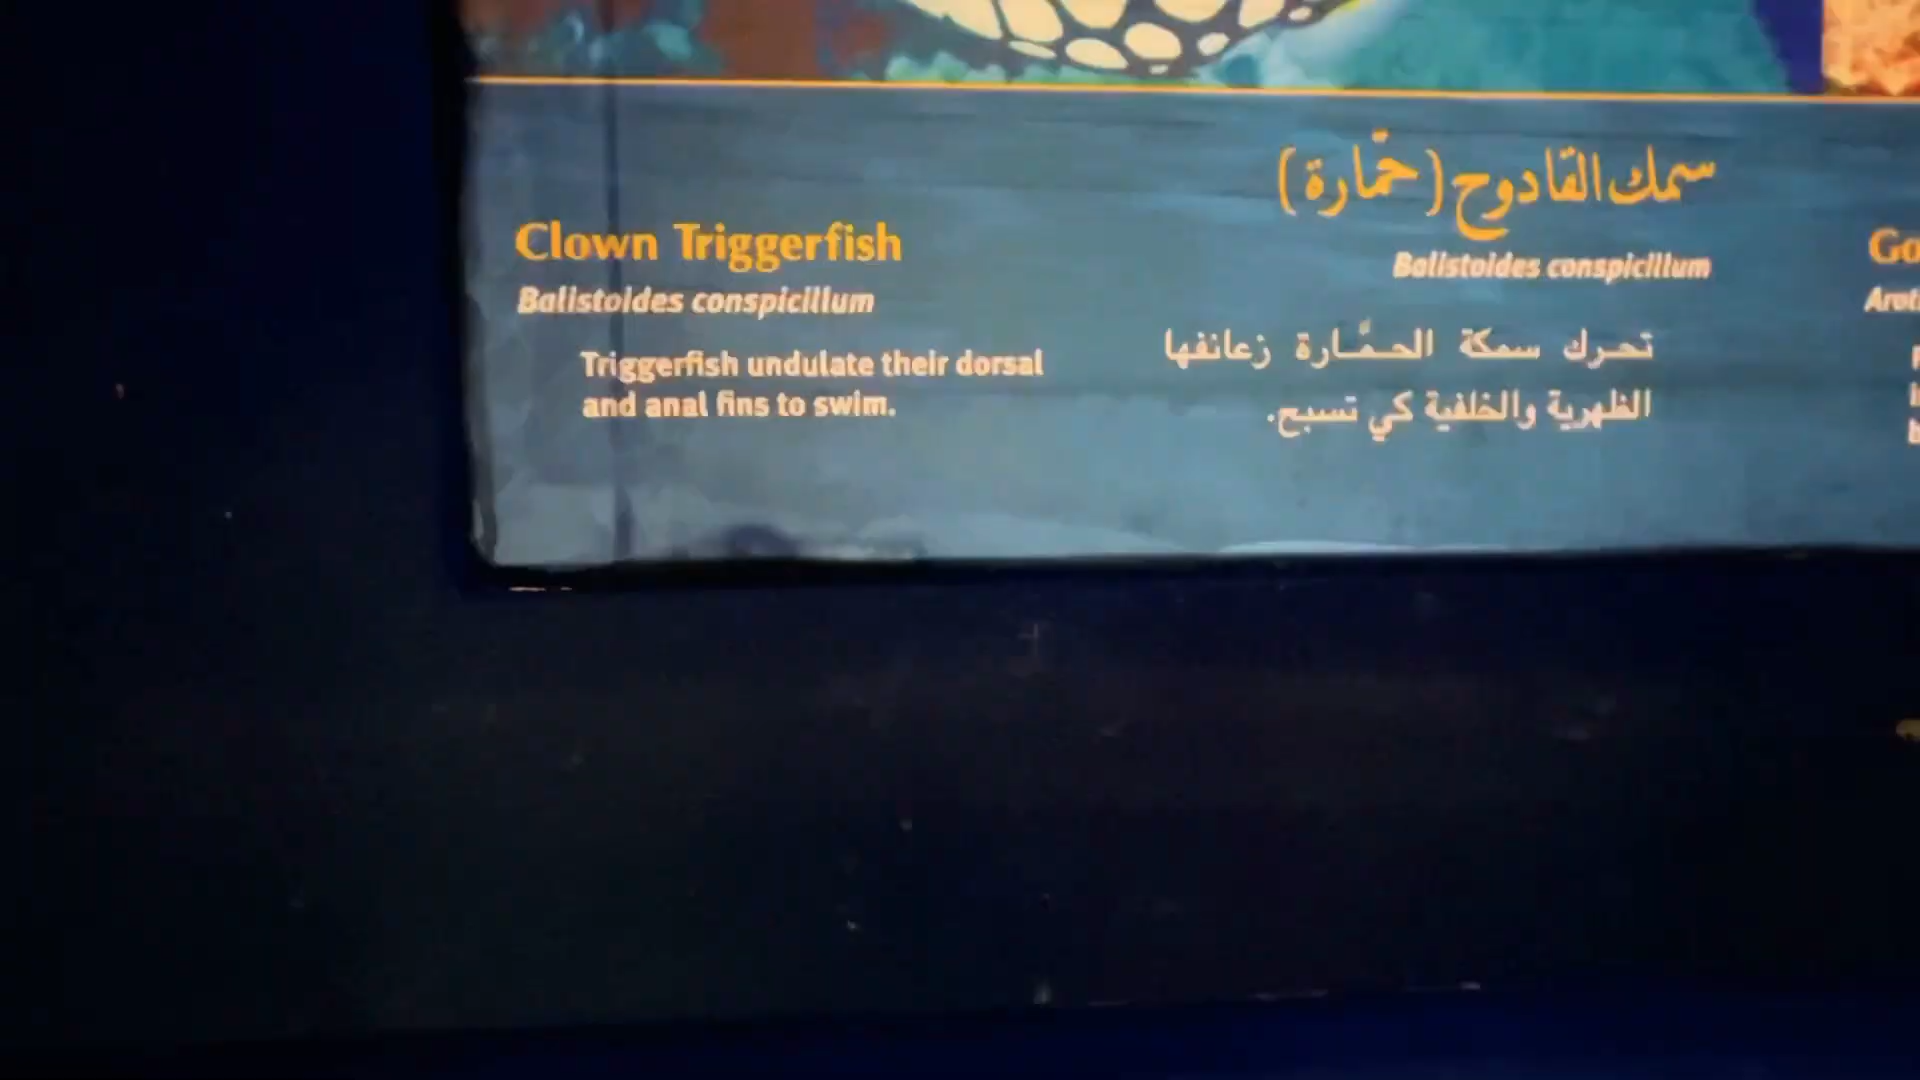 Clown Triggerfish
Balistoides conspicillum
Triggerfish undulate their dorsal
and anal fins to swim.
سمك القادوح (حمّارة)
Balistoides conspicillum
تحرك سمكة الحمَّارة زعانفها
الظهرية والخلفية كي تسبح.
Go